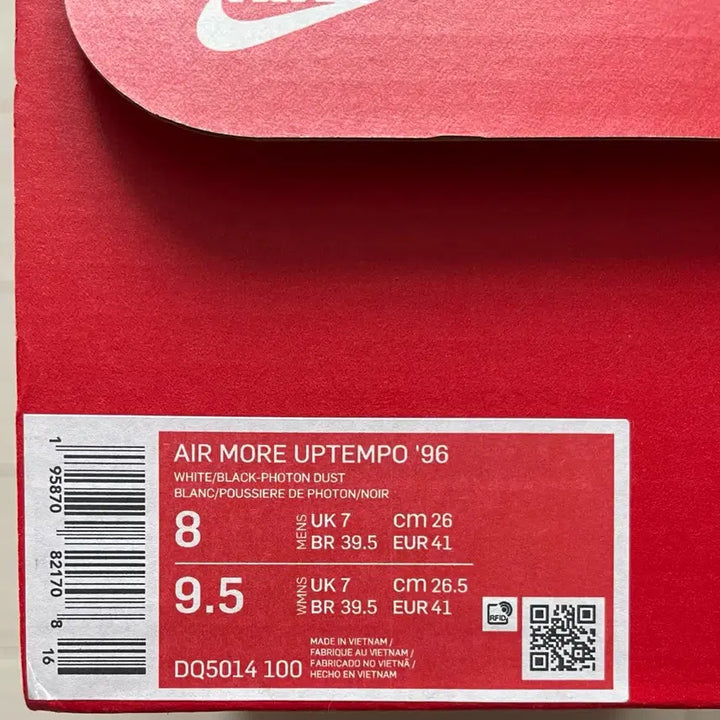 AIR MORE UPTEMPO '96
WHITE/BLACK-PHOTON DUST
BLANC/POUSSIERE DE PHOTON/NOIR
8 MENS UK 7 cm 26
BR 39.5 EUR 41
9.5 WMNS UK 7 cm 26.5
BR 39.5 EUR 41
RFID
MADE IN VIETNAM /
FABRIQUE AU VIETNAM /
FABRICADO NO VIETNÃ /
HECHO EN VIETNAM
DQ5014 100
1 95870 82170 8 16